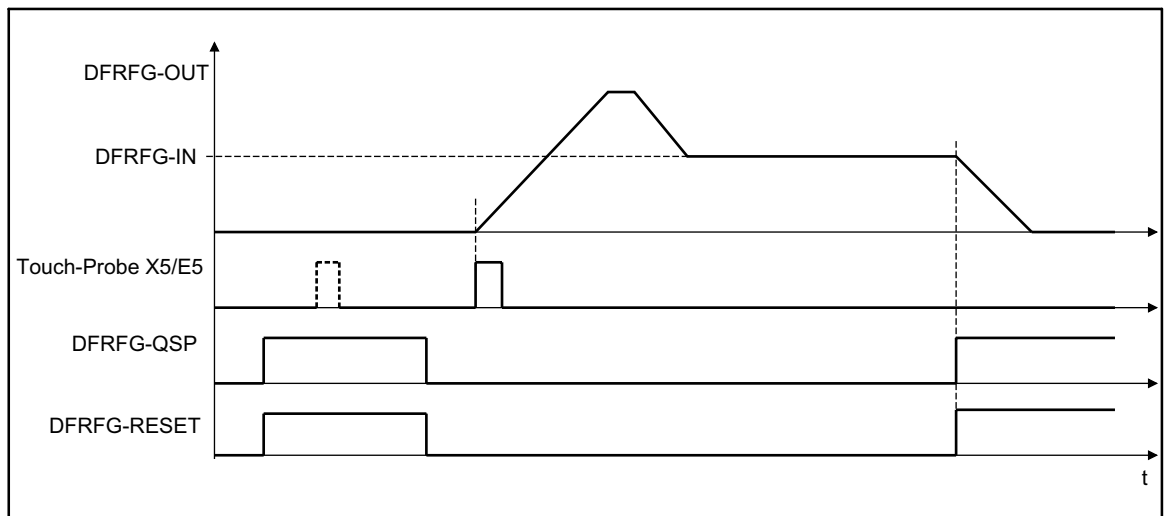 DFRFG-OUT
DFRFG-IN
Touch-Probe X5/E5
DFRFG-QSP
DFRFG-RESET
t